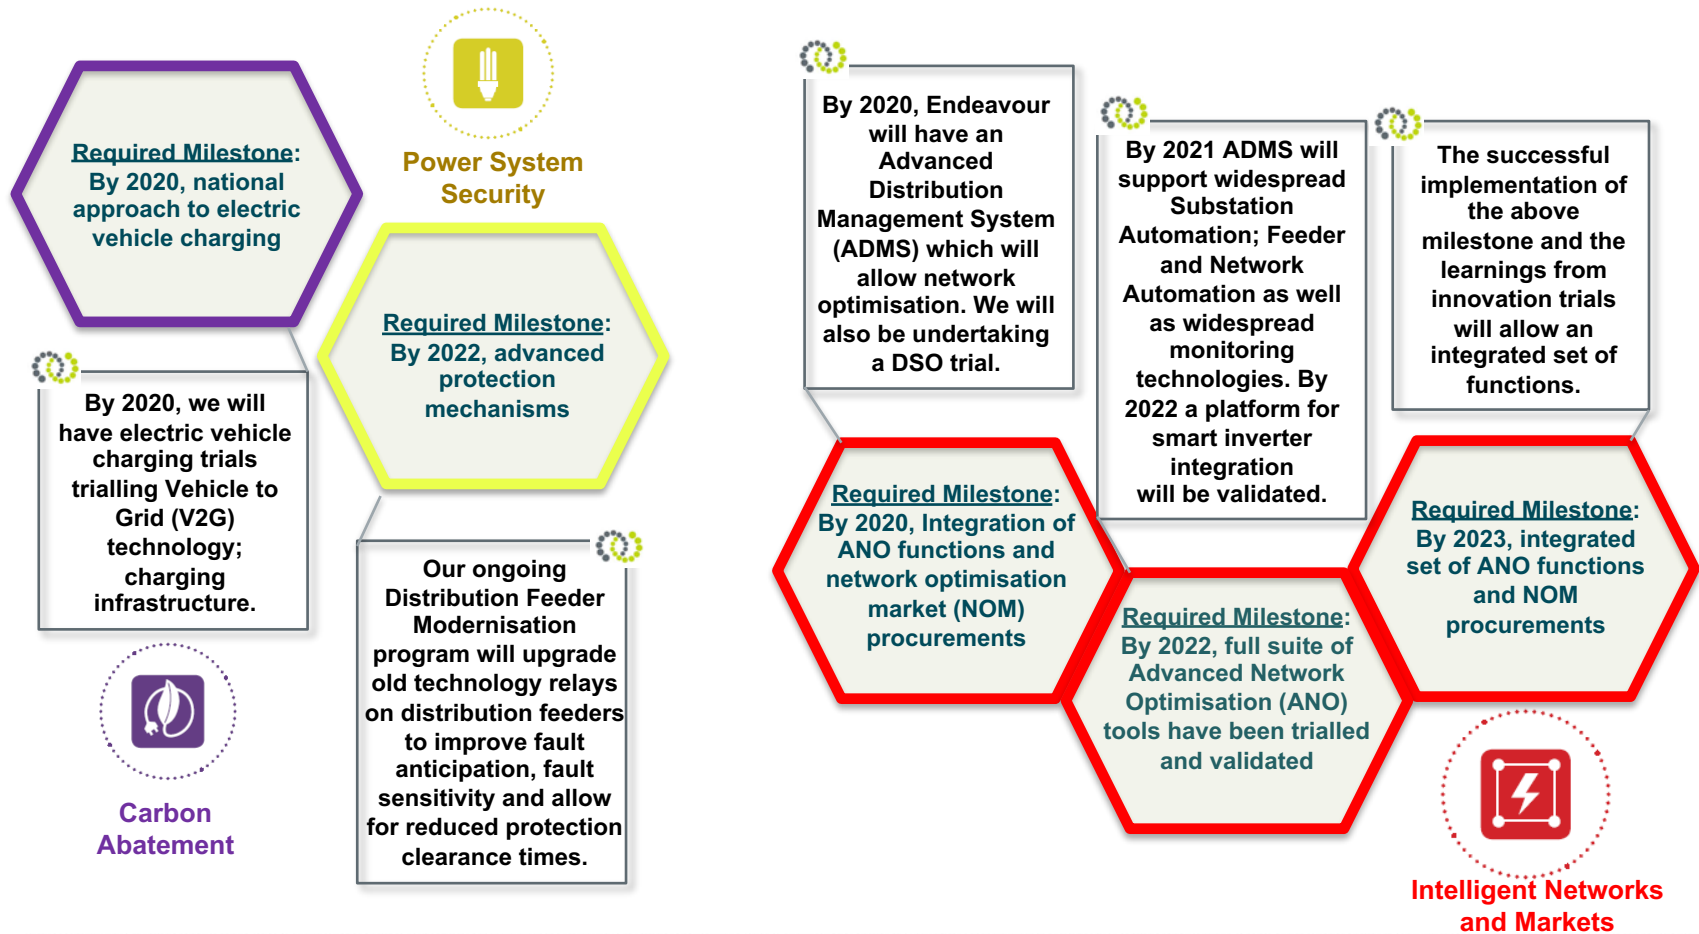 Required Milestone:
By 2020, national
approach to electric
vehicle charging
Power System
Security
Required Milestone:
By 2022, advanced
protection
mechanisms
By 2020, we will
have electric vehicle
charging trials
trialling Vehicle to
Grid (V2G)
technology;
charging
infrastructure.
Carbon
Abatement
Our ongoing
Distribution Feeder
Modernisation
program will upgrade
old technology relays
on distribution feeders
to improve fault
anticipation, fault
sensitivity and allow
for reduced protection
clearance times.
By 2020, Endeavour
will have an
Advanced
Distribution
Management System
(ADMS) which will
allow network
optimisation. We will
also be undertaking
a DSO trial.
By 2021 ADMS will
support widespread
Substation
Automation; Feeder
and Network
Automation as well
as widespread
monitoring
technologies. By
2022 a platform for
smart inverter
integration
will be validated.
The successful
implementation of
the above
milestone and the
learnings from
innovation trials
will allow an
integrated set of
functions.
Required Milestone:
By 2020, Integration of
ANO functions and
network optimisation
market (NOM)
procurements
Required Milestone:
By 2022, full suite of
Advanced Network
Optimisation (ANO)
tools have been trialled
and validated
Required Milestone:
By 2023, integrated
set of ANO functions
and NOM
procurements
Intelligent Networks
and Markets